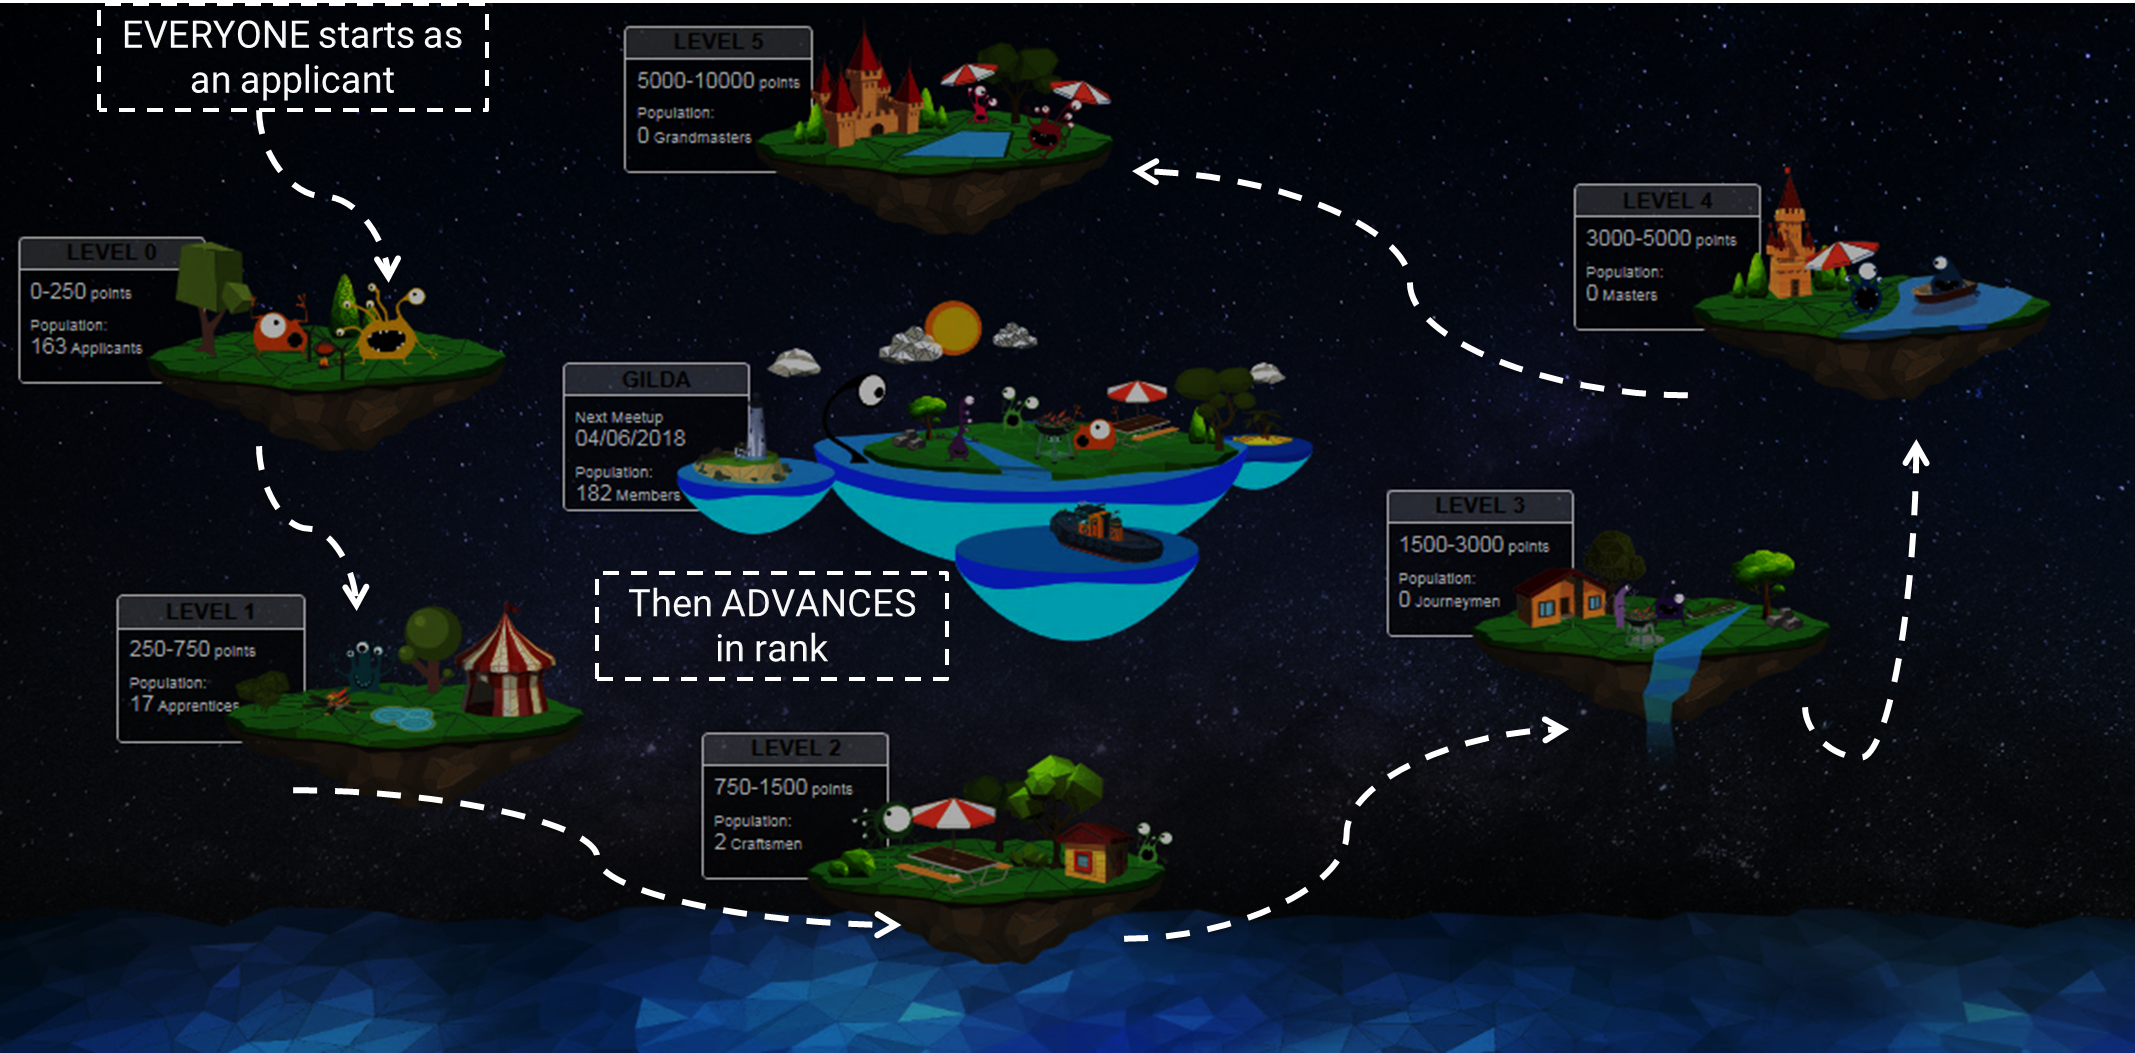 EVERYONE starts as
an applicant
LEVEL 0
0-250 points
Population:
163 Applicants
LEVEL 1
250-750 points
Population:
17 Apprentices
LEVEL 2
750-1500 points
Population:
2 Craftsmen
LEVEL 3
1500-3000 points
Population:
0 Journeymen
LEVEL 4
3000-5000 points
Population:
0 Masters
LEVEL 5
5000-10000 points
Population:
0 Grandmasters
GILDA
Next Meetup
04/06/2018
Population:
182 Members
Then ADVANCES
in rank